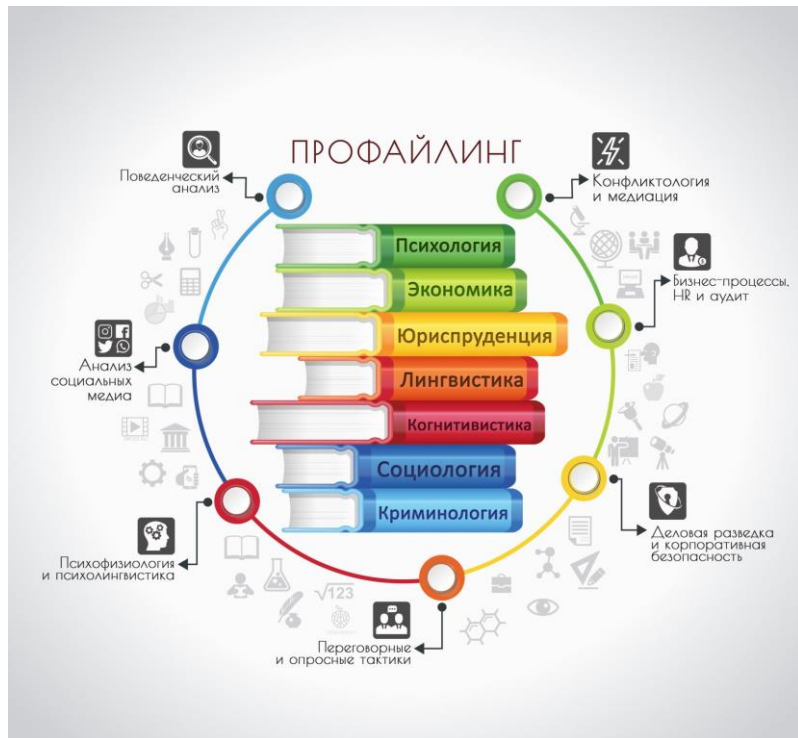 ПРОФАЙЛИНГ
Поведенческий
анализ
Конфликтология
и медиация
Психология
Экономика
Бизнес-процессы,
HR и аудит
Юриспруденция
Анализ
социальных
медиа
Лингвистика
Когнитивистика
Социология
Криминология
Деловая разведка
и корпоративная
безопасность
Психофизиология
и психолингвистика
√123
Переговорные
и опросные тактики